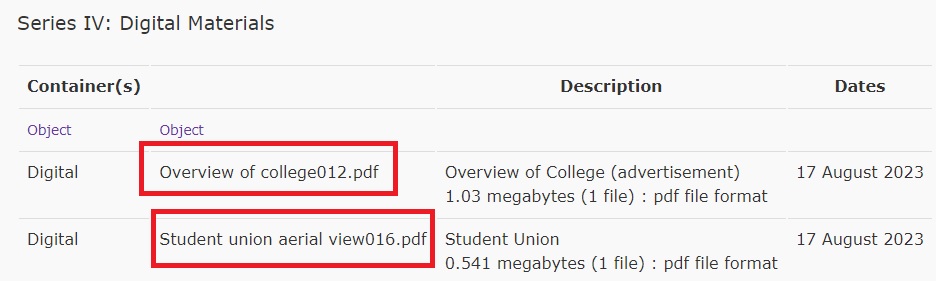 Series IV: Digital Materials
Container(s) Description Dates
Object Object
Digital Overview of college012.pdf Overview of College (advertisement) 17 August 2023
1.03 megabytes (1 file) : pdf file format
Digital Student union aerial view016.pdf Student Union 17 August 2023
0.541 megabytes (1 file) : pdf file format